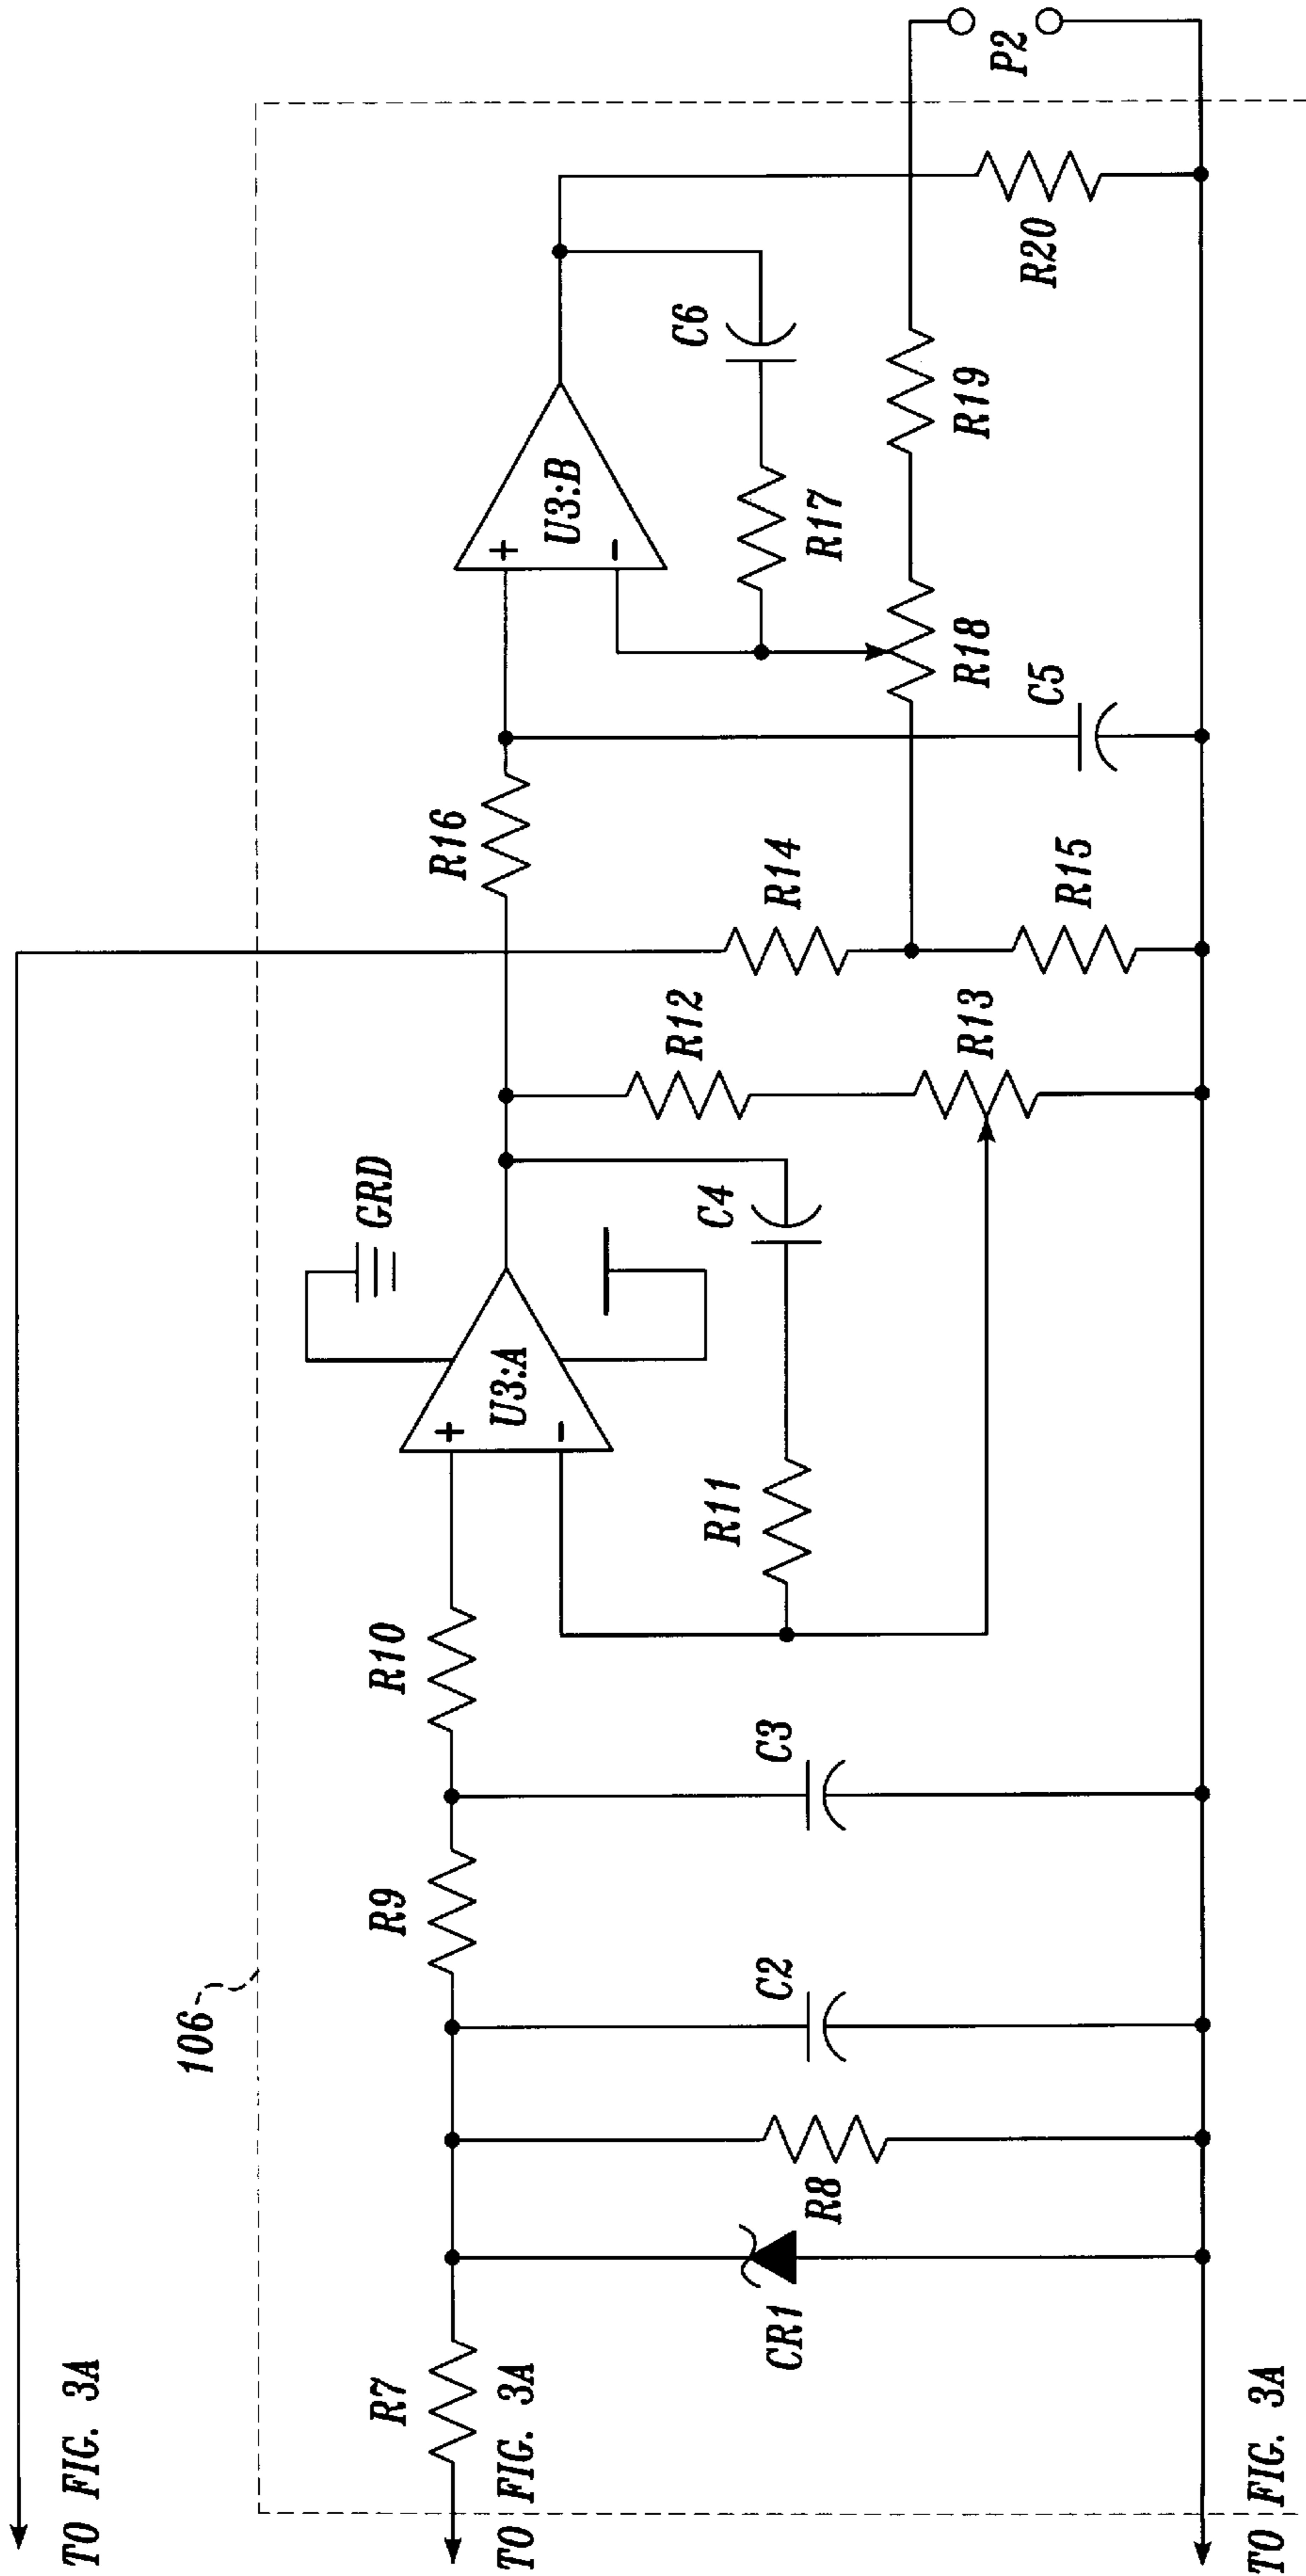 TO FIG. 3A
106
R7
TO FIG. 3A
CR1
R8
C2
R9
C3
R10
+
-
U3:A
GRD
R11
C4
R12
R13
R14
R15
R16
C5
+
-
U3:B
R17
C6
R18
R19
R20
P2
TO FIG. 3A